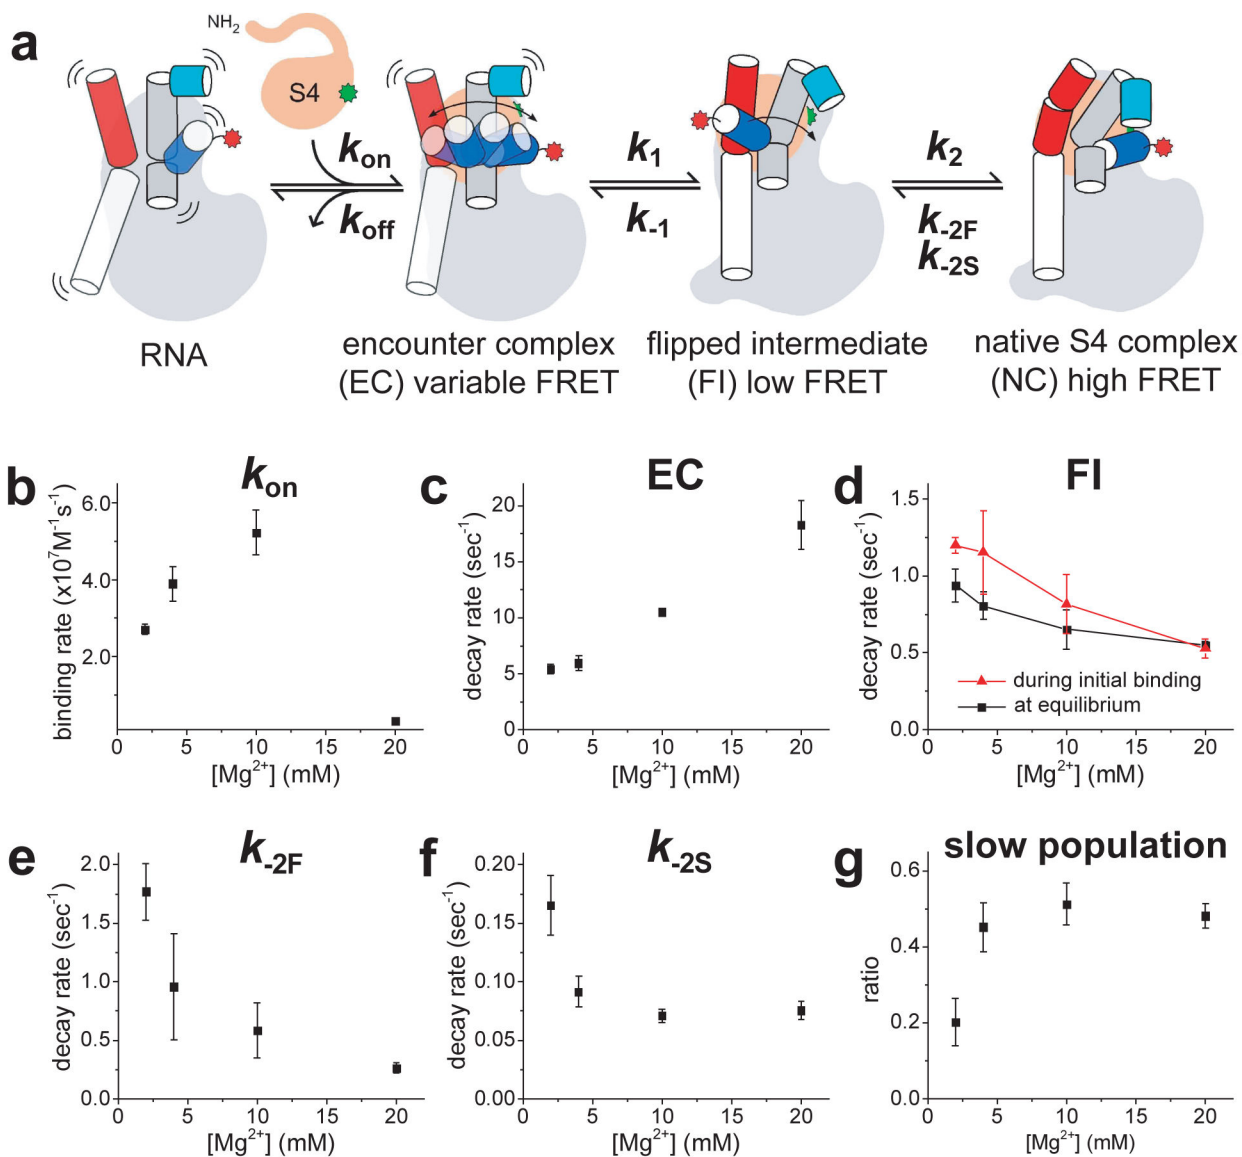 a
NH₂
S4
kon
koff
k1
k-1
k2
k-2F
k-2S
RNA
encounter complex
(EC) variable FRET
flipped intermediate
(FI) low FRET
native S4 complex
(NC) high FRET
b
kon
binding rate (x10⁷M⁻¹s⁻¹)
6.0
4.0
2.0
0 5 10 15 20
[Mg²⁺] (mM)
c
EC
decay rate (sec⁻¹)
20
15
10
5
0
0 5 10 15 20
[Mg²⁺] (mM)
d
FI
decay rate (sec⁻¹)
1.5
1.0
0.5
0.0
during initial binding
at equilibrium
0 5 10 15 20
[Mg²⁺] (mM)
e
k-2F
decay rate (sec⁻¹)
2.0
1.5
1.0
0.5
0.0
0 5 10 15 20
[Mg²⁺] (mM)
f
k-2S
decay rate (sec⁻¹)
0.20
0.15
0.10
0.05
0.00
0 5 10 15 20
[Mg²⁺] (mM)
g
slow population
ratio
0.6
0.4
0.2
0.0
0 5 10 15 20
[Mg²⁺] (mM)